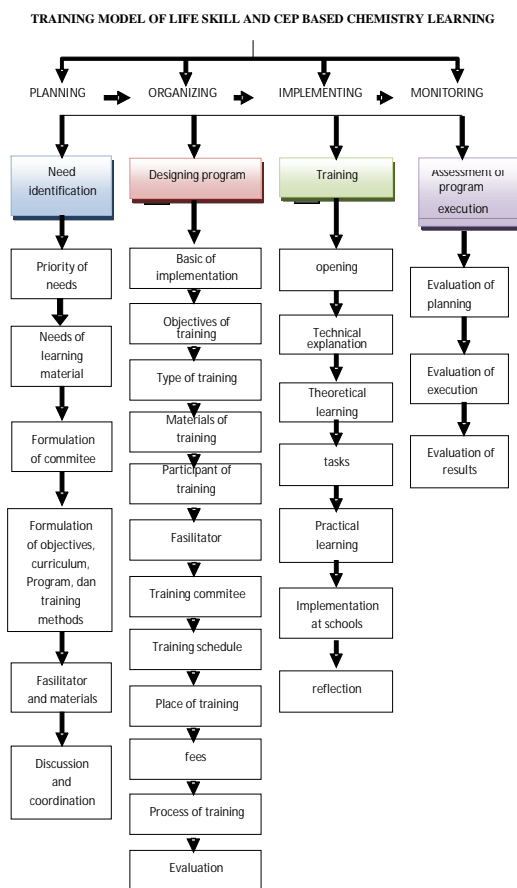 TRAINING MODEL OF LIFE SKILL AND CEP BASED CHEMISTRY LEARNING
PLANNING
ORGANIZING
IMPLEMENTING
MONITORING
Need
identification
Priority of
needs
Needs of
learning
material
Formulation
of commitee
Formulation
of objectives,
curriculum,
Program, dan
training
methods
Fasilitator
and materials
Discussion
and
coordination
Designing program
Basic of
implementation
Objectives of
training
Type of training
Materials of
training
Participant of
training
Fasilitator
Training commitee
Training schedule
Place of training
fees
Process of training
Evaluation
Training
opening
Technical
explanation
Theoretical
learning
tasks
Practical
learning
Implementation
at schools
reflection
Assessment of
program
execution
Evaluation of
planning
Evaluation of
execution
Evaluation of
results